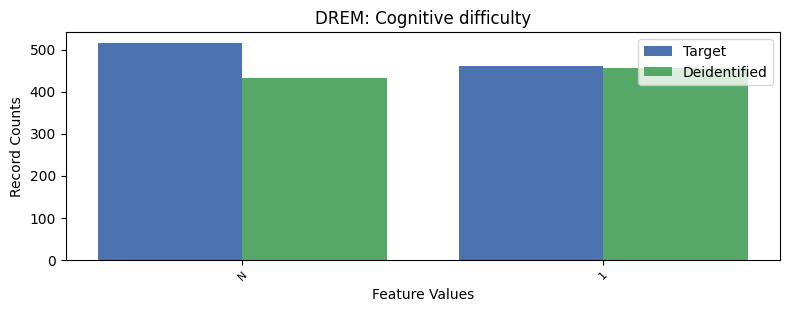 DREM: Cognitive difficulty
Target
Deidentified
Record Counts
500
400
300
200
100
0
N
1
Feature Values